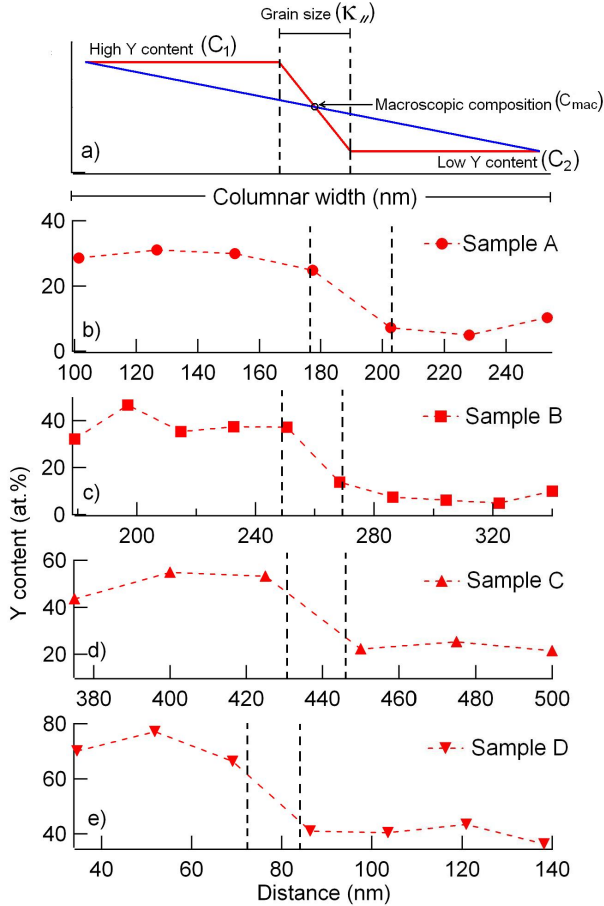 Grain size (κ∥)
High Y content (C1)
Macroscopic composition (Cmac)
Low Y content (C2)
a)
Columnar width (nm)
40
20
0
Sample A
b)
100 120 140 160 180 200 220 240
40
20
0
Sample B
c)
200 240 280 320
60
40
20
Sample C
d)
380 400 420 440 460 480 500
80
60
40
Sample D
e)
40 60 80 100 120 140
Distance (nm)
Y content (at.%)